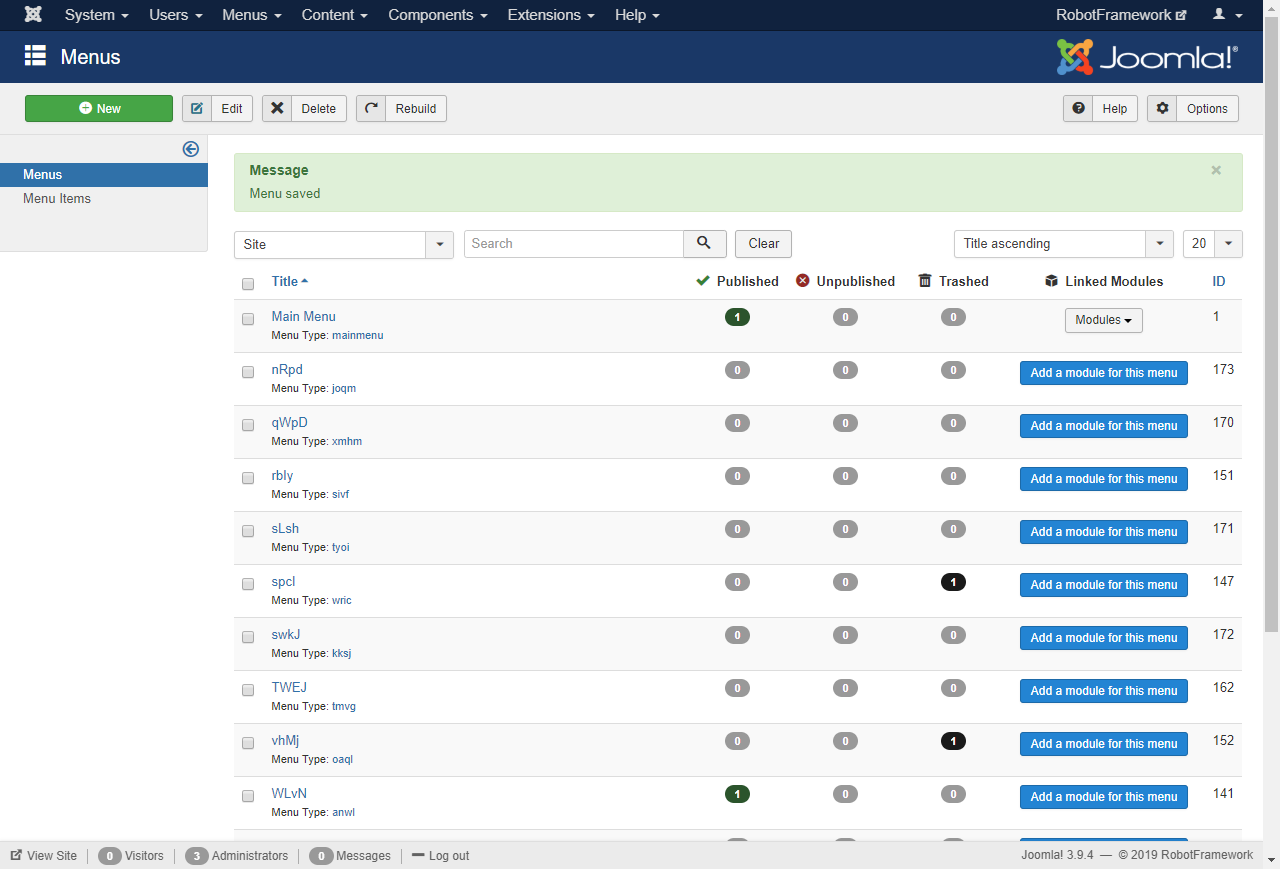 System Users Menus Content Components Extensions Help RobotFramework
Menus Joomla!®
New Edit Delete Rebuild Help Options
Menus
Menu Items
Message ×
Menu saved
Site Search Clear Title ascending 20
Title Published Unpublished Trashed Linked Modules ID
Main Menu 1 0 0 Modules 1
Menu Type: mainmenu
nRpd 0 0 0 Add a module for this menu 173
Menu Type: joqm
qWpD 0 0 0 Add a module for this menu 170
Menu Type: xmhm
rbIy 0 0 0 Add a module for this menu 151
Menu Type: sivf
sLsh 0 0 0 Add a module for this menu 171
Menu Type: tyoi
spcl 0 0 1 Add a module for this menu 147
Menu Type: wric
swkJ 0 0 0 Add a module for this menu 172
Menu Type: kksj
TWEJ 0 0 0 Add a module for this menu 162
Menu Type: tmvg
vhMj 0 0 1 Add a module for this menu 152
Menu Type: oaql
WLvN 1 0 0 Add a module for this menu 141
Menu Type: anwl
View Site 0 Visitors 3 Administrators 0 Messages Log out Joomla! 3.9.4 — © 2019 RobotFramework